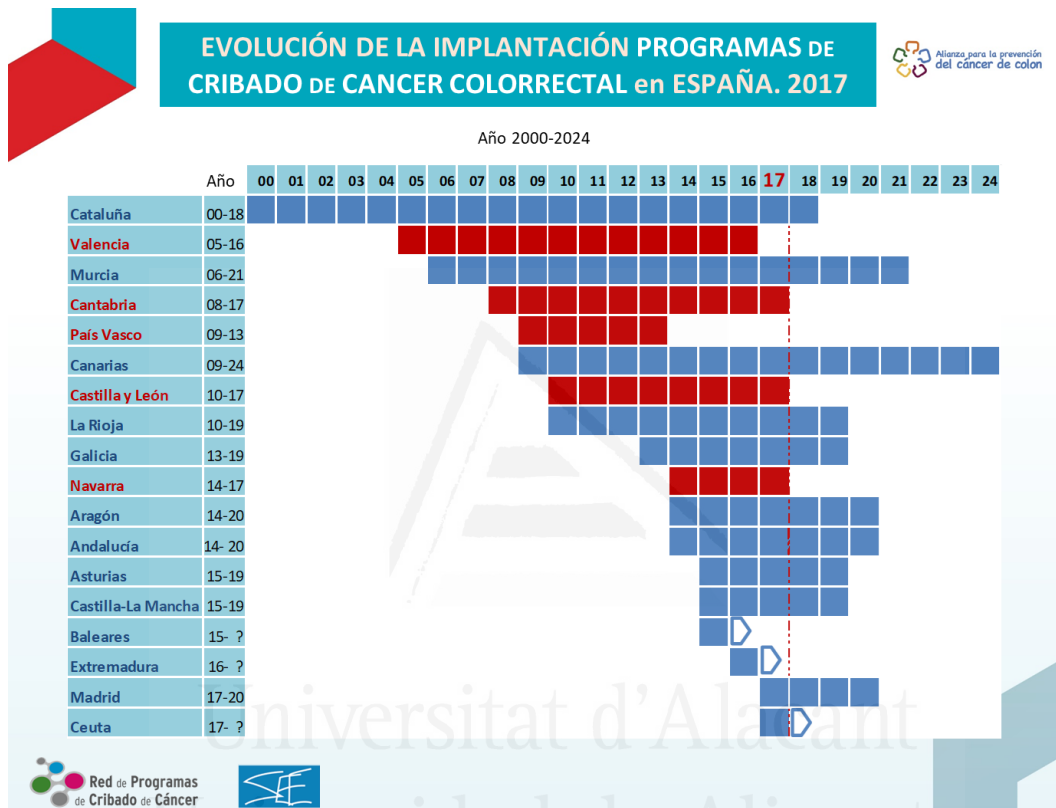 EVOLUCIÓN DE LA IMPLANTACIÓN PROGRAMAS DE
CRIBADO DE CANCER COLORRECTAL en ESPAÑA. 2017
Alianza para la prevención
del cáncer de colon
Año 2000-2024
Año 00 01 02 03 04 05 06 07 08 09 10 11 12 13 14 15 16 17 18 19 20 21 22 23 24
Cataluña 00-18
Valencia 05-16
Murcia 06-21
Cantabria 08-17
País Vasco 09-13
Canarias 09-24
Castilla y León 10-17
La Rioja 10-19
Galicia 13-19
Navarra 14-17
Aragón 14-20
Andalucía 14- 20
Asturias 15-19
Castilla-La Mancha 15-19
Baleares 15- ?
Extremadura 16- ?
Madrid 17-20
Ceuta 17- ?
Universitat d'Alacant
Red de Programas
de Cribado de Cáncer
SEE